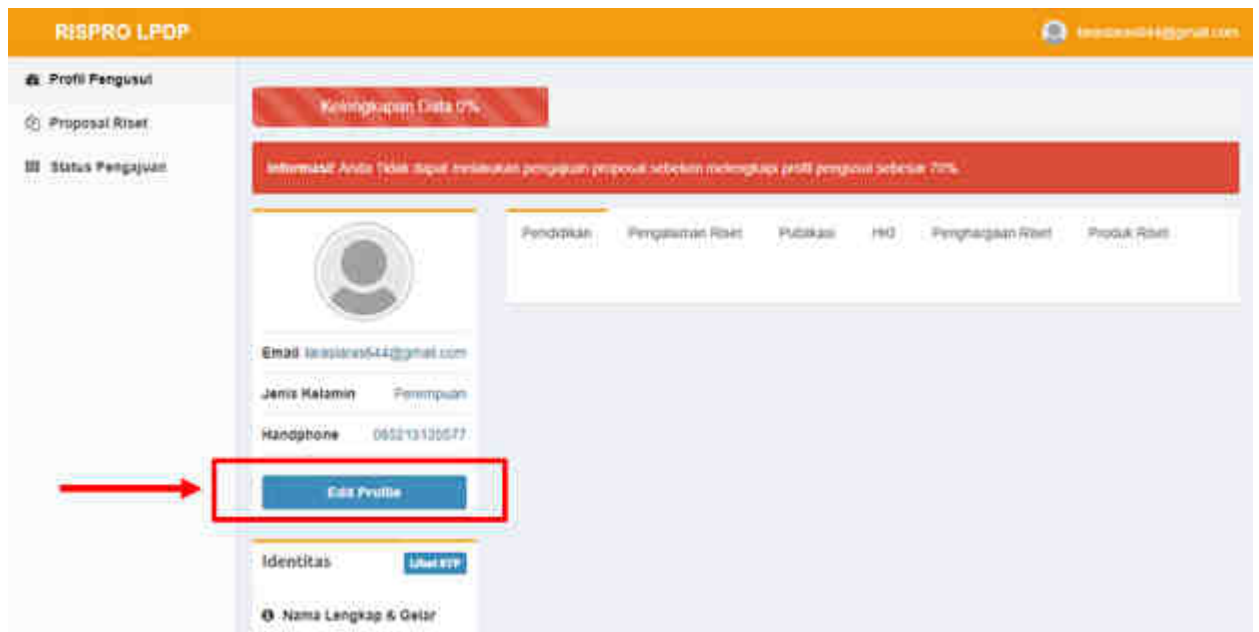 RISPRO LPDP
Profil Pengusul
Proposal Riset
Status Pengajuan
Kelengkapan Data 0%
Informasi! Anda Tidak dapat melakukan pengajuan proposal sebelum melengkapi profil pengusul sebesar 70%
Pendidikan Pengalaman Riset Publikasi HKI Penghargaan Riset Produk Riset
Email
Jenis Kelamin Perempuan
Handphone
Edit Profile
Identitas Lihat KTP
Nama Lengkap & Gelar